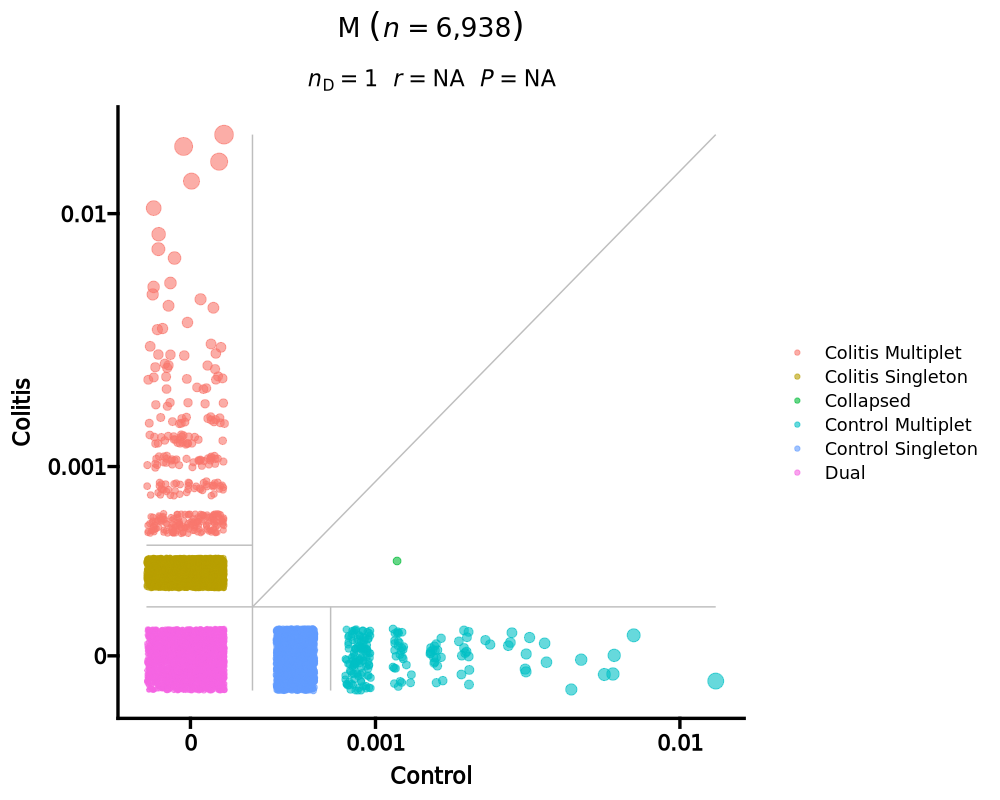 M (n = 6,938)
n_D = 1 r = NA P = NA
Colitis
0.01
0.001
0
0
0.001
0.01
Control
Colitis Multiplet
Colitis Singleton
Collapsed
Control Multiplet
Control Singleton
Dual